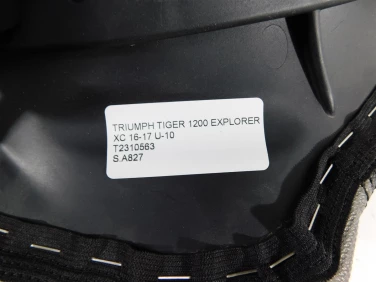 TRIUMPH TIGER 1200 EXPLORER
XC 16-17 U-10
T2310563
S.A827